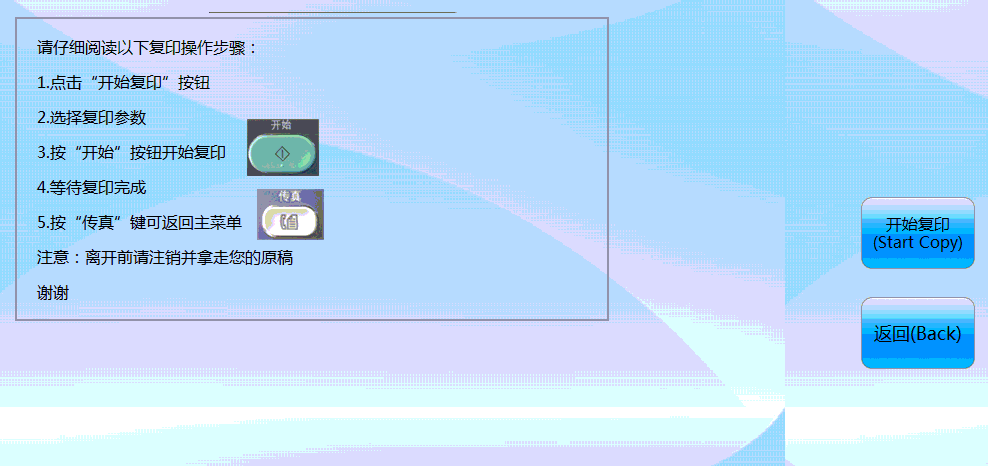 请仔细阅读以下复印操作步骤：
1.点击“开始复印”按钮
2.选择复印参数
开始
3.按“开始”按钮开始复印
4.等待复印完成
传真
5.按“传真”键可返回主菜单
注意：离开前请注销并拿走您的原稿
谢谢
开始复印
(Start Copy)
返回(Back)